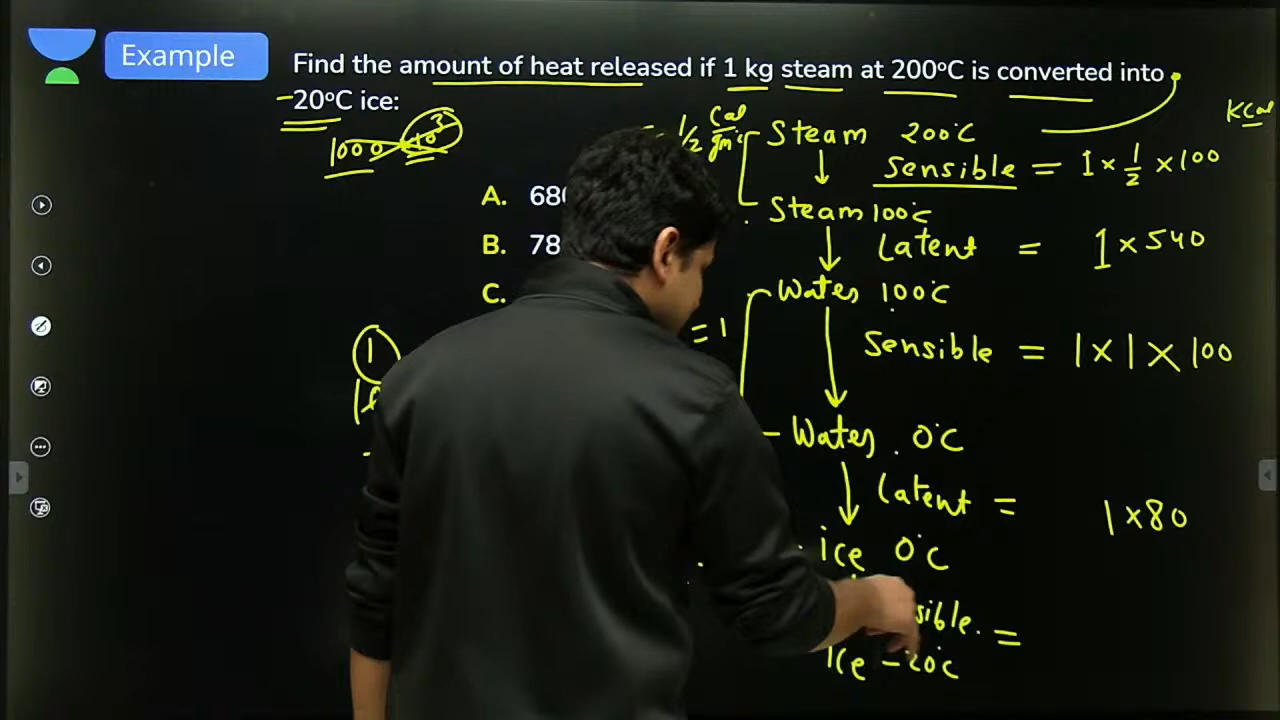 Example
Find the amount of heat released if 1 kg steam at 200°C is converted into
-20°C ice:
1000
10³
KCal
= 1/2 Cal/gm°C
Steam 200°C
Sensible = 1 × 1/2 × 100
A. 680
Steam 100°C
Latent = 1 × 540
B. 78
Water 100°C
C.
= 1
Sensible = 1 × 1 × 100
1
Water 0°C
Latent = 1 × 80
ice 0°C
sible =
Ice -20°C